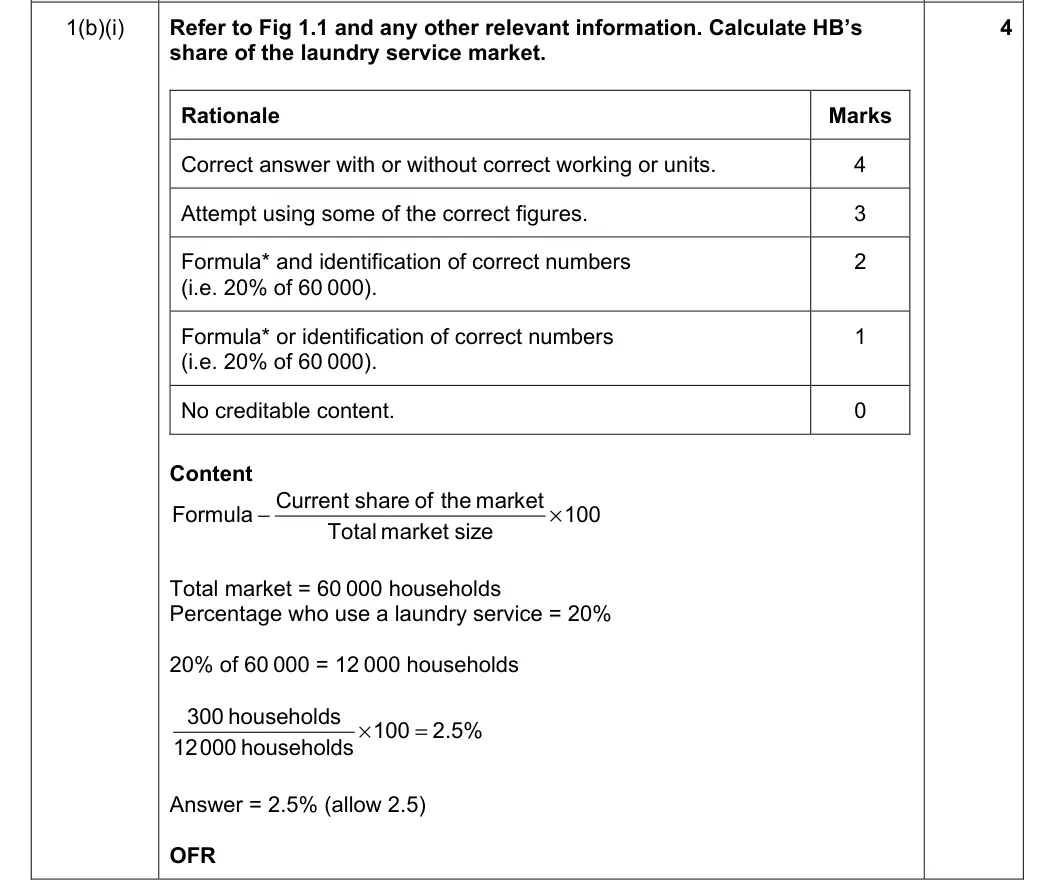 1(b)(i) Refer to Fig 1.1 and any other relevant information. Calculate HB's 4
share of the laundry service market.
Rationale Marks
Correct answer with or without correct working or units. 4
Attempt using some of the correct figures. 3
Formula* and identification of correct numbers 2
(i.e. 20% of 60 000).
Formula* or identification of correct numbers 1
(i.e. 20% of 60 000).
No creditable content. 0
Content
Formula – Current share of the market
Total market size
×100
Total market = 60 000 households
Percentage who use a laundry service = 20%
20% of 60 000 = 12 000 households
300 households
12 000 households
×100 = 2.5%
Answer = 2.5% (allow 2.5)
OFR